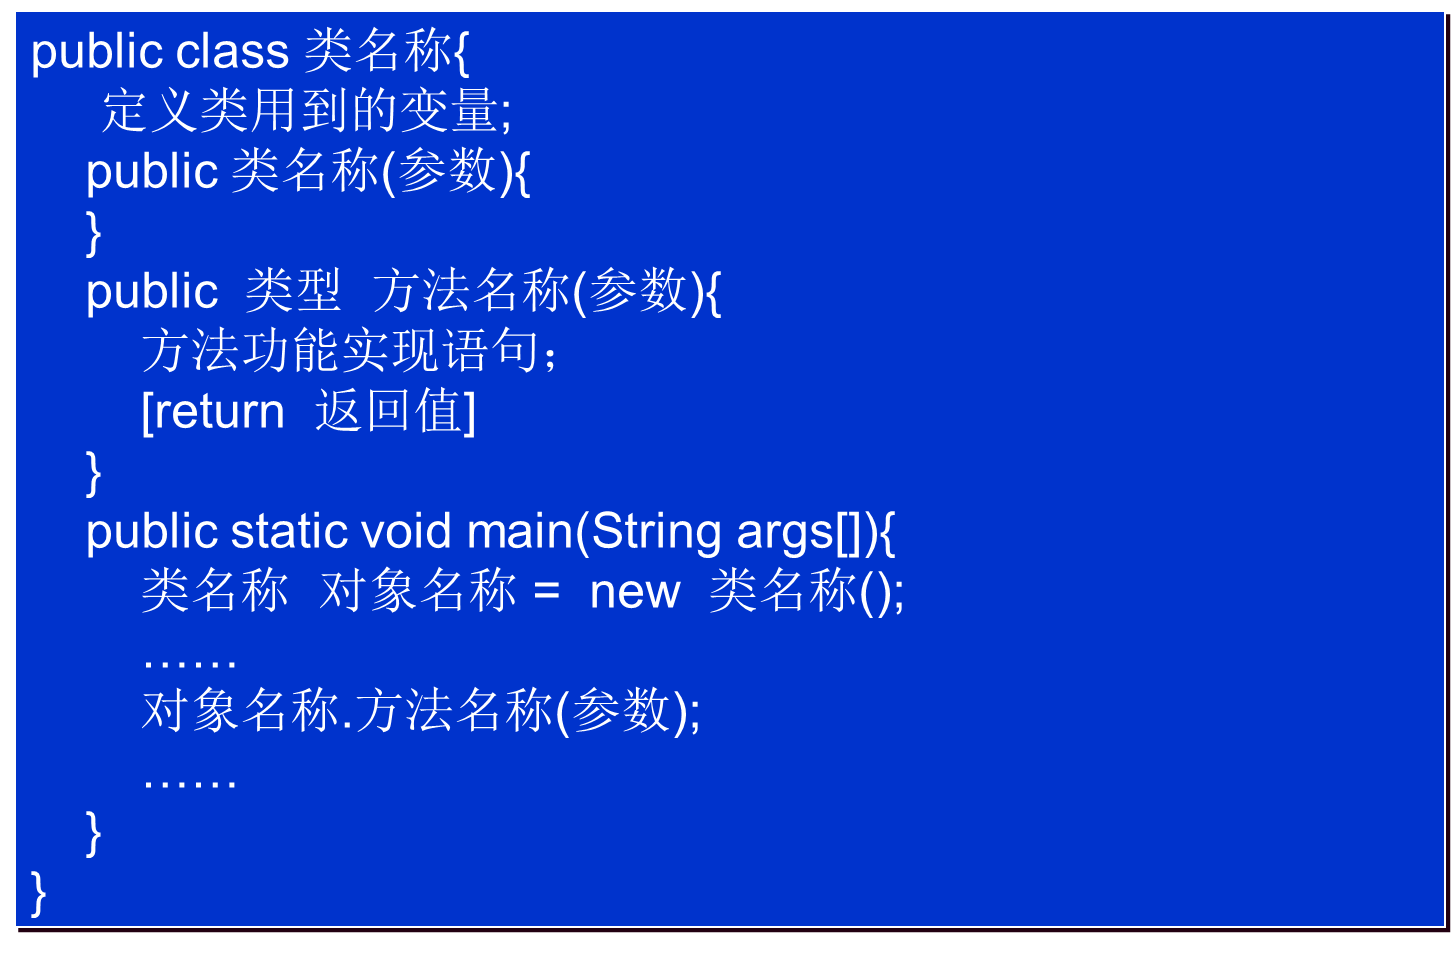 public class 类名称{
定义类用到的变量;
public 类名称(参数){
}
public 类型 方法名称(参数){
方法功能实现语句；
[return 返回值]
}
public static void main(String args[]){
类名称 对象名称 = new 类名称();
……
对象名称.方法名称(参数);
……
}
}